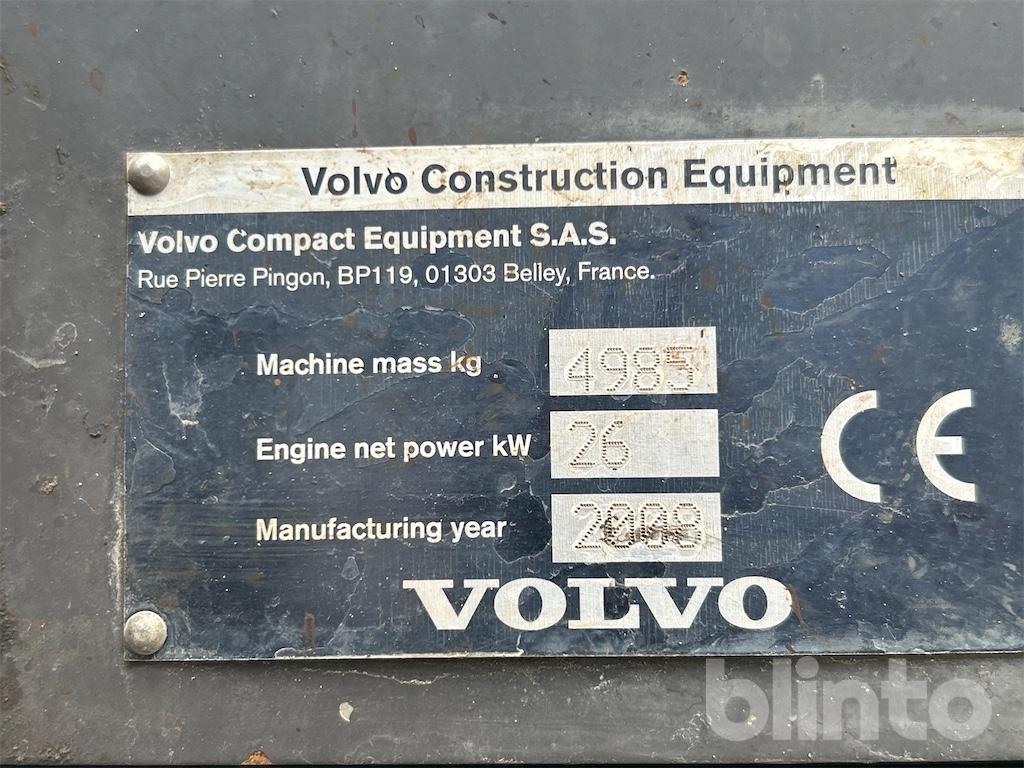 Volvo Construction Equipment
Volvo Compact Equipment S.A.S.
Rue Pierre Pingon, BP119, 01303 Belley, France.
Machine mass kg 4985
Engine net power kW 26
Manufacturing year 2008
CE
VOLVO
blinto